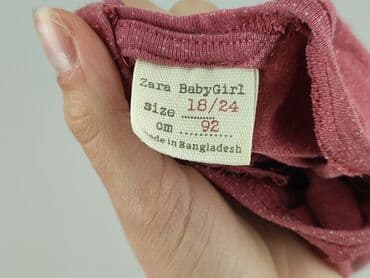 Zara BabyGirl
size 18/24
cm 92
made in Bangladesh